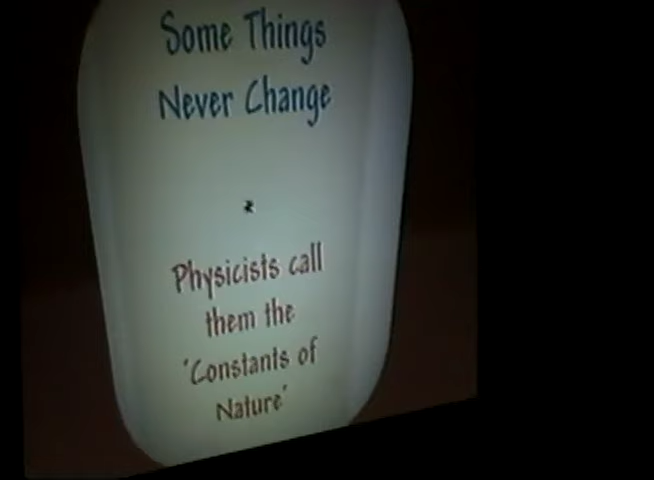 Some Things
Never Change
Physicists call
them the
'Constants of
Nature'